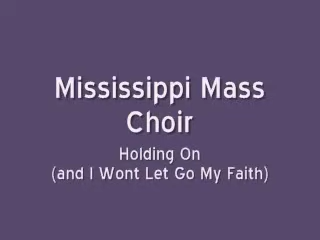 Mississippi Mass
Choir
Holding On
(and I Wont Let Go My Faith)